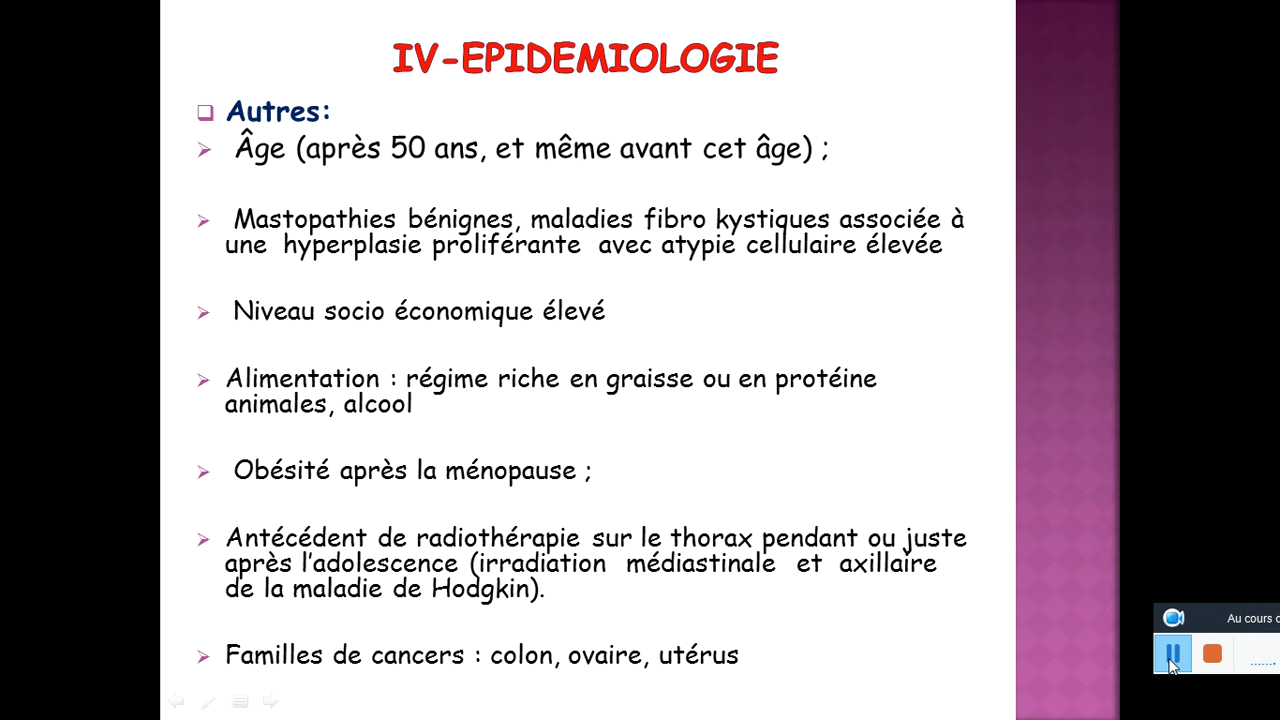 IV-EPIDEMIOLOGIE
Autres:
Âge (après 50 ans, et même avant cet âge) ;
Mastopathies bénignes, maladies fibro kystiques associée à
une hyperplasie proliférante avec atypie cellulaire élevée
Niveau socio économique élevé
Alimentation : régime riche en graisse ou en protéine
animales, alcool
Obésité après la ménopause ;
Antécédent de radiothérapie sur le thorax pendant ou juste
après l’adolescence (irradiation médiastinale et axillaire
de la maladie de Hodgkin).
Familles de cancers : colon, ovaire, utérus
Au cours